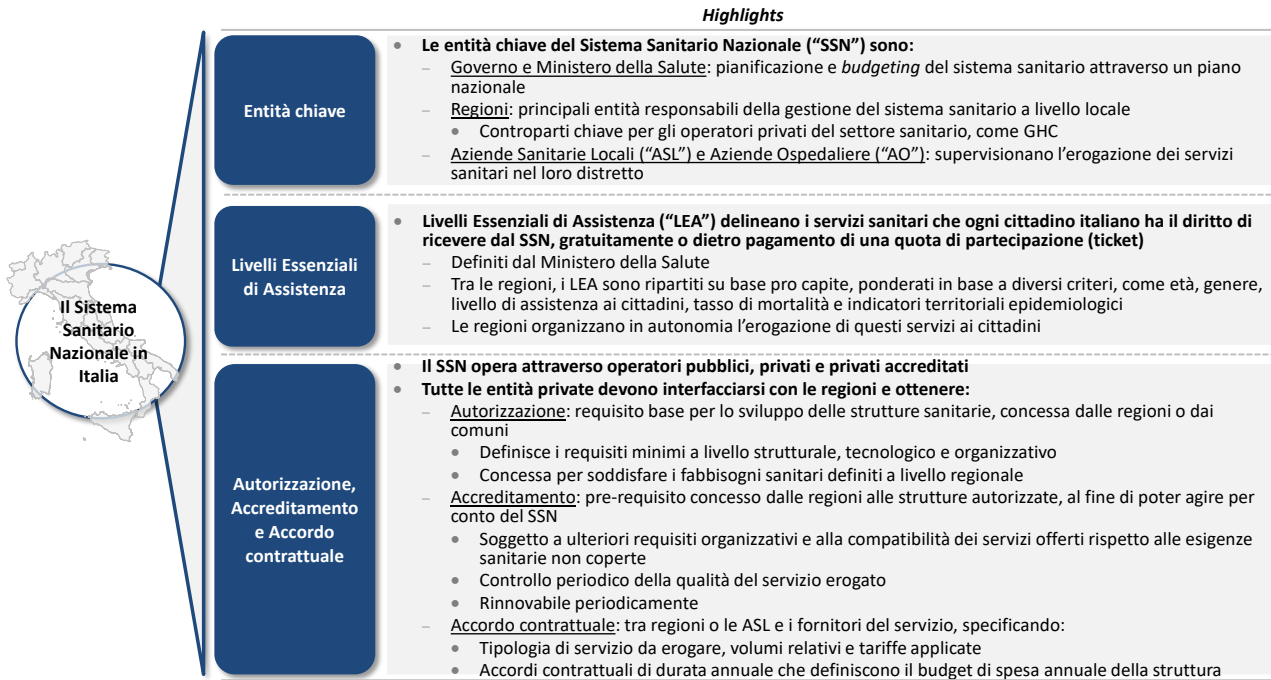 Highlights
Il Sistema
Sanitario
Nazionale in
Italia
Entità chiave
• Le entità chiave del Sistema Sanitario Nazionale (“SSN”) sono:
– Governo e Ministero della Salute: pianificazione e budgeting del sistema sanitario attraverso un piano
nazionale
– Regioni: principali entità responsabili della gestione del sistema sanitario a livello locale
• Controparti chiave per gli operatori privati del settore sanitario, come GHC
– Aziende Sanitarie Locali (“ASL”) e Aziende Ospedaliere (“AO”): supervisionano l’erogazione dei servizi
sanitari nel loro distretto
Livelli Essenziali
di Assistenza
• Livelli Essenziali di Assistenza (“LEA”) delineano i servizi sanitari che ogni cittadino italiano ha il diritto di
ricevere dal SSN, gratuitamente o dietro pagamento di una quota di partecipazione (ticket)
– Definiti dal Ministero della Salute
– Tra le regioni, i LEA sono ripartiti su base pro capite, ponderati in base a diversi criteri, come età, genere,
livello di assistenza ai cittadini, tasso di mortalità e indicatori territoriali epidemiologici
– Le regioni organizzano in autonomia l’erogazione di questi servizi ai cittadini
Autorizzazione,
Accreditamento
e Accordo
contrattuale
• Il SSN opera attraverso operatori pubblici, privati e privati accreditati
• Tutte le entità private devono interfacciarsi con le regioni e ottenere:
– Autorizzazione: requisito base per lo sviluppo delle strutture sanitarie, concessa dalle regioni o dai
comuni
• Definisce i requisiti minimi a livello strutturale, tecnologico e organizzativo
• Concessa per soddisfare i fabbisogni sanitari definiti a livello regionale
– Accreditamento: pre-requisito concesso dalle regioni alle strutture autorizzate, al fine di poter agire per
conto del SSN
• Soggetto a ulteriori requisiti organizzativi e alla compatibilità dei servizi offerti rispetto alle esigenze
sanitarie non coperte
• Controllo periodico della qualità del servizio erogato
• Rinnovabile periodicamente
– Accordo contrattuale: tra regioni o le ASL e i fornitori del servizio, specificando:
• Tipologia di servizio da erogare, volumi relativi e tariffe applicate
• Accordi contrattuali di durata annuale che definiscono il budget di spesa annuale della struttura